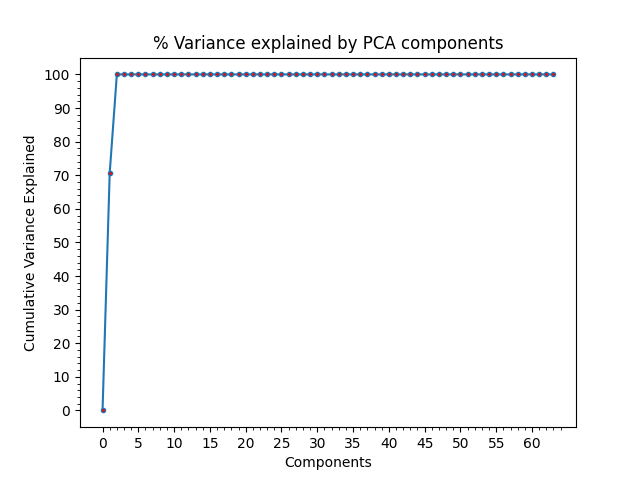 % Variance explained by PCA components
100
90
80
70
60
50
40
30
20
10
0
Cumulative Variance Explained
0 5 10 15 20 25 30 35 40 45 50 55 60
Components